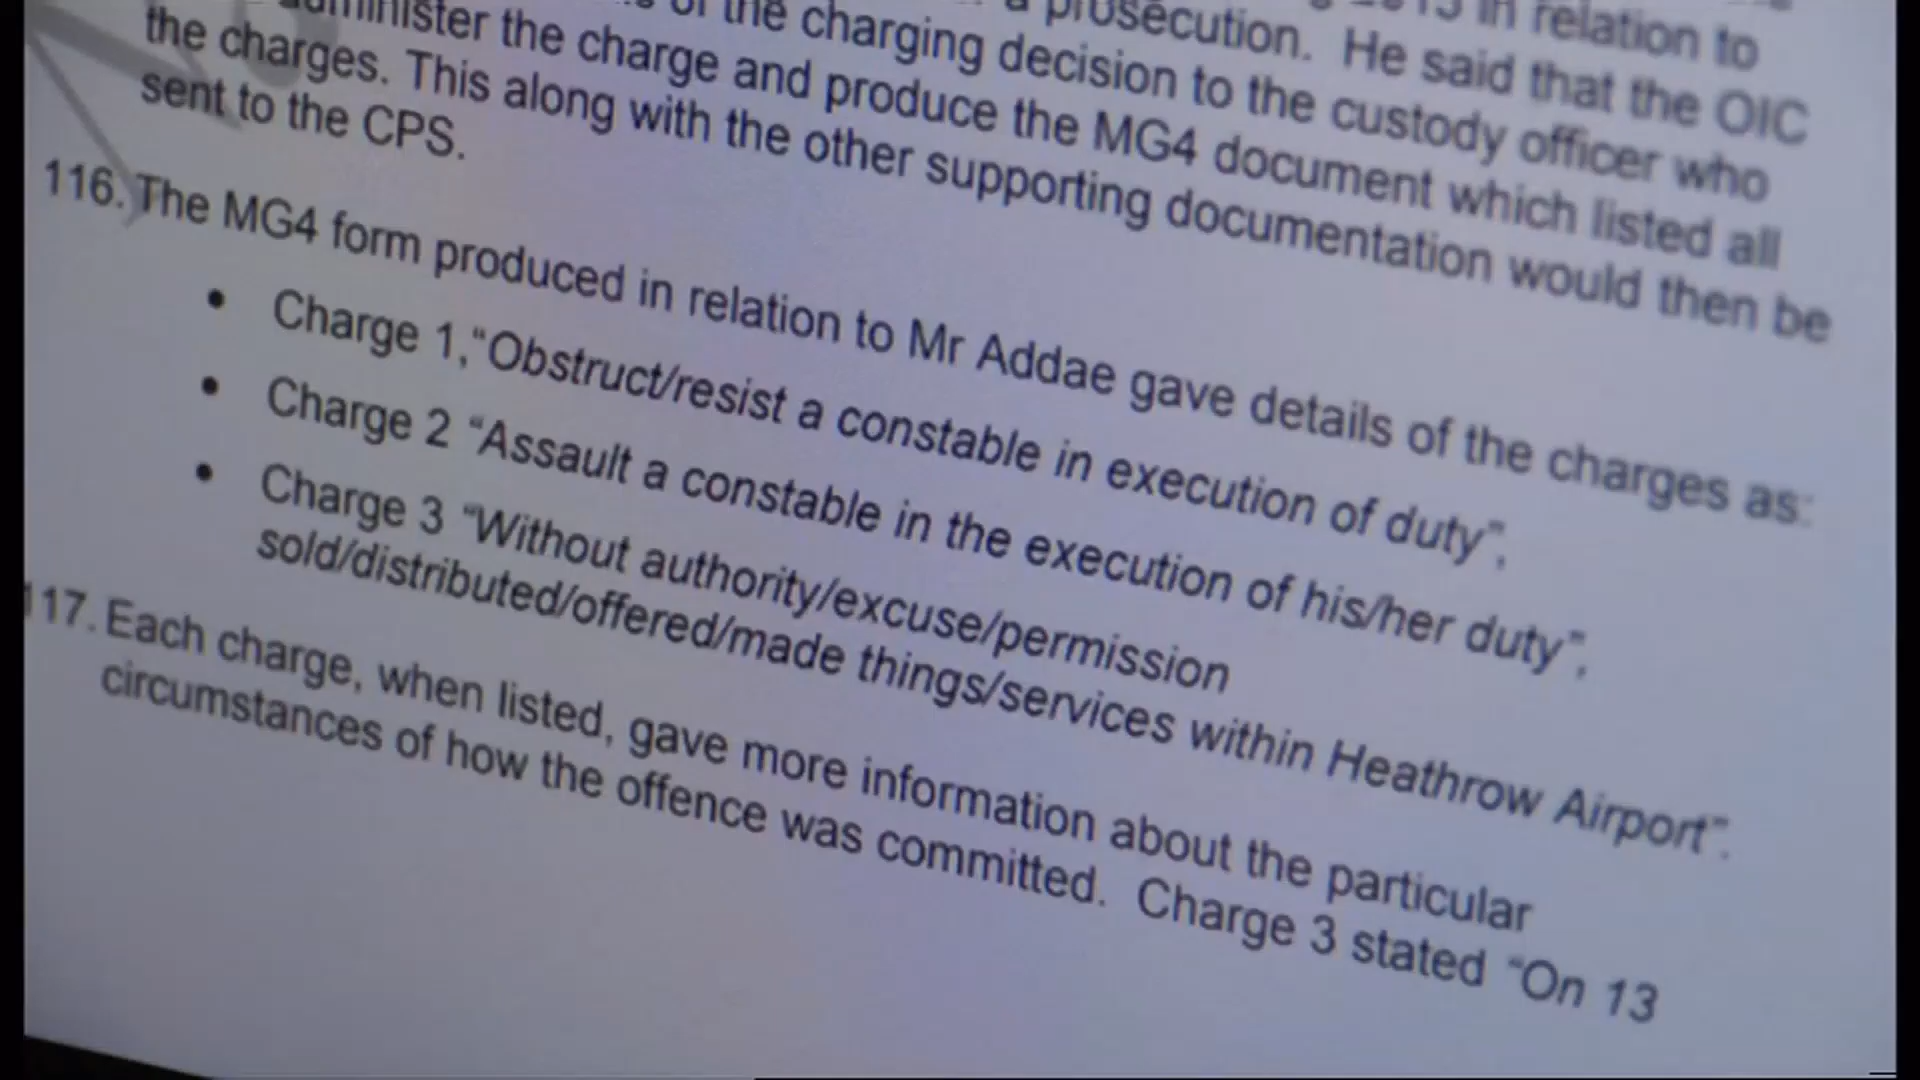 in relation to
prosecution. He said that the OIC
of the charging decision to the custody officer who
administer the charge and produce the MG4 document which listed all
the charges. This along with the other supporting documentation would then be
sent to the CPS.
116. The MG4 form produced in relation to Mr Addae gave details of the charges as:
• Charge 1,“Obstruct/resist a constable in execution of duty”;
• Charge 2 “Assault a constable in the execution of his/her duty”;
• Charge 3 “Without authority/excuse/permission
sold/distributed/offered/made things/services within Heathrow Airport”.
117. Each charge, when listed, gave more information about the particular
circumstances of how the offence was committed. Charge 3 stated “On 13